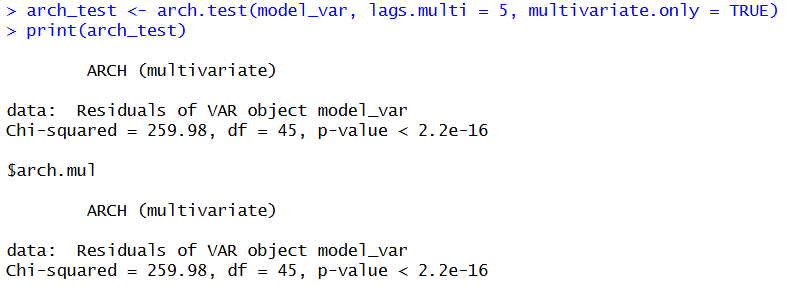 > arch_test <- arch.test(model_var, lags.multi = 5, multivariate.only = TRUE)
> print(arch_test)
ARCH (multivariate)
data:  Residuals of VAR object model_var
Chi-squared = 259.98, df = 45, p-value < 2.2e-16
$arch.mul
ARCH (multivariate)
data:  Residuals of VAR object model_var
Chi-squared = 259.98, df = 45, p-value < 2.2e-16